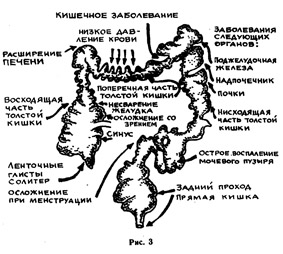 КИШЕЧНОЕ ЗАБОЛЕВАНИЕ
НИЗКОЕ ДАВ-
ЛЕНИЕ КРОВИ
РАСШИРЕНИЕ
ПЕЧЕНИ
ЗАБОЛЕВАНИЯ
СЛЕДУЮЩИХ
ОРГАНОВ:
ПОДЖЕЛУДОЧНАЯ
ЖЕЛЕЗА
НАДПОЧЕЧНИК
ПОЧКИ
ПОПЕРЕЧНАЯ ЧАСТЬ
ТОЛСТОЙ КИШКИ
НЕСВАРЕНИЕ
ЖЕЛУДКА
ОСЛОЖНЕНИЕ СО
ЗРЕНИЕМ
СИНУС
ВОСХОДЯЩАЯ
ЧАСТЬ
ТОЛСТОЙ
КИШКИ
НИСХОДЯЩАЯ
ЧАСТЬ ТОЛСТОЙ
КИШКИ
ЛЕНТОЧНЫЕ
ГЛИСТЫ
СОЛИТЕР
ОСЛОЖНЕНИЕ
ПРИ МЕНСТРУАЦИИ
ОСТРОЕ ВОСПАЛЕНИЕ
МОЧЕВОГО ПУЗЫРЯ
ЗАДНИЙ ПРОХОД
ПРЯМАЯ КИШКА
Рис. 3